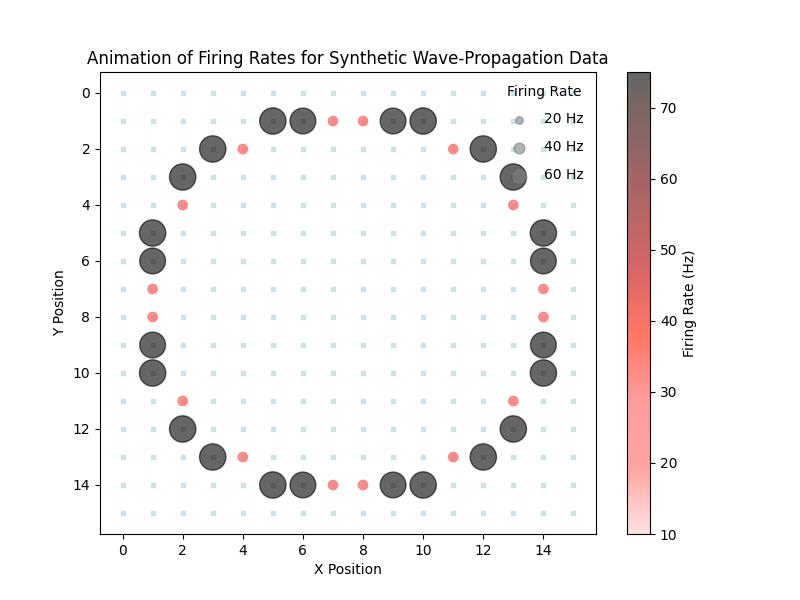 Animation of Firing Rates for Synthetic Wave-Propagation Data
0
2
4
6
8
10
12
14
Y Position
0 2 4 6 8 10 12 14
X Position
Firing Rate
20 Hz
40 Hz
60 Hz
70
60
50
40
30
20
10
Firing Rate (Hz)